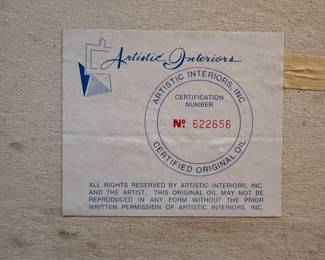 Artistic Interiors
ARTISTIC INTERIORS, INC.
CERTIFICATION
NUMBER
№ 622656
CERTIFIED ORIGINAL OIL
ALL RIGHTS RESERVED BY ARTISTIC INTERIORS, INC.
AND THE ARTIST. THIS ORIGINAL OIL MAY NOT BE
REPRODUCED IN ANY FORM WITHOUT THE PRIOR
WRITTEN PERMISSION OF ARTISTIC INTERIORS, INC.